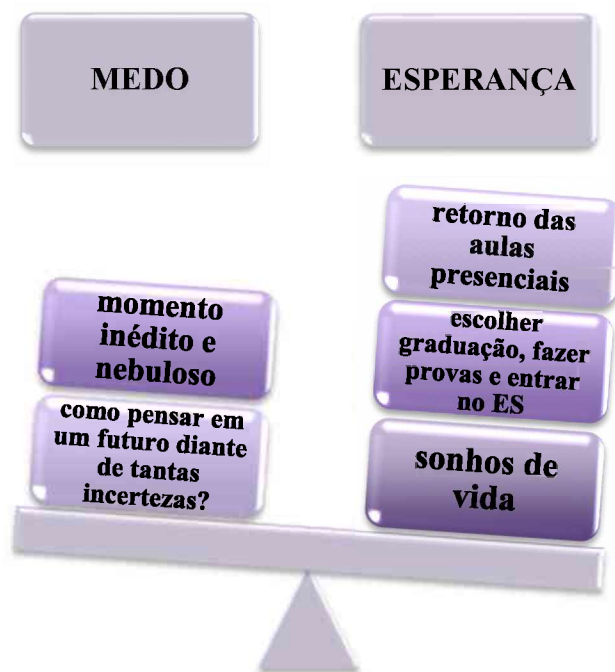 MEDO
ESPERANÇA
momento
inédito e
nebuloso
como pensar em
um futuro diante
de tantas
incertezas?
retorno das
aulas
presenciais
escolher
graduação, fazer
provas e entrar
no ES
sonhos de
vida